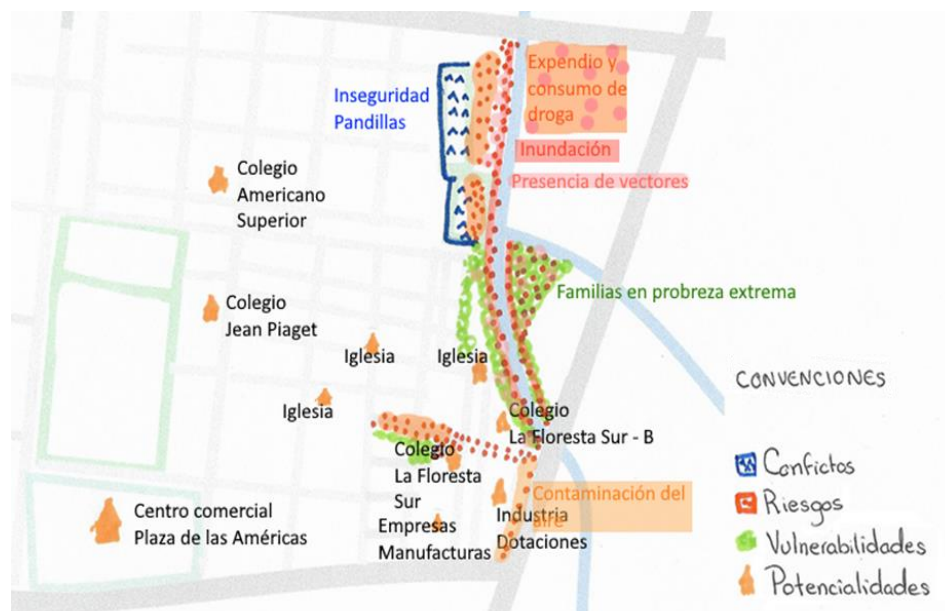 Expendio y
consumo de
droga
Inseguridad
Pandillas
Inundación
Presencia de vectores
Colegio
Americano
Superior
Familias en probreza extrema
Colegio
Jean Piaget
Iglesia
Iglesia
CONVENCIONES
Iglesia
Colegio
La Floresta Sur - B
Colegio
La Floresta
Sur
Conflictos
Contaminación del
aire
Riesgos
Centro comercial
Plaza de las Américas
Industria
Dotaciones
Empresas
Manufacturas
Vulnerabilidades
Potencialidades